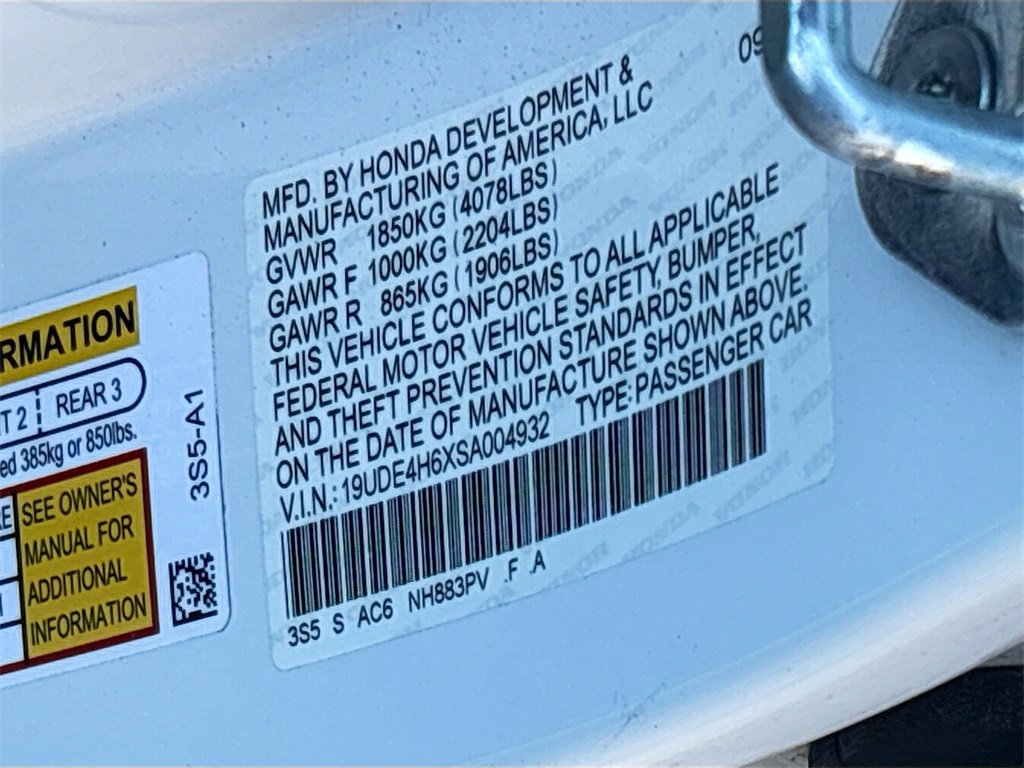 09
MFD. BY HONDA DEVELOPMENT &
MANUFACTURING OF AMERICA, LLC
GVWR 1850KG (4078LBS)
GAWR F 1000KG (2204LBS)
GAWR R 865KG (1906LBS)
THIS VEHICLE CONFORMS TO ALL APPLICABLE
FEDERAL MOTOR VEHICLE SAFETY, BUMPER,
AND THEFT PREVENTION STANDARDS IN EFFECT
ON THE DATE OF MANUFACTURE SHOWN ABOVE.
V.I.N.: 19UDE4H6XSA004932 TYPE: PASSENGER CAR
3S5 S AC6 NH883PV .F .A
RMATION
T 2 REAR 3
ed 385kg or 850lbs.
RE
SEE OWNER'S
MANUAL FOR
ADDITIONAL
INFORMATION
3S5-A1